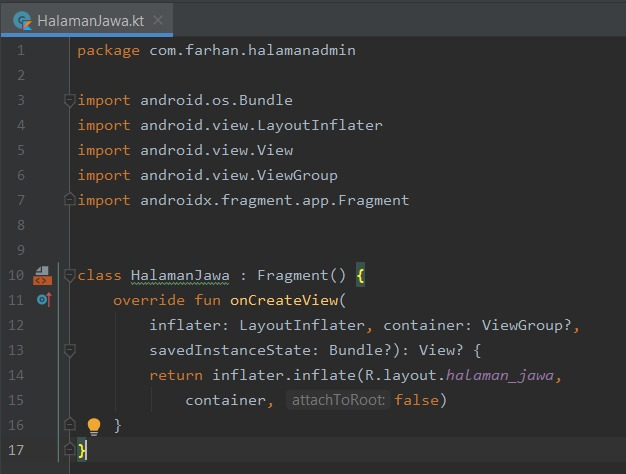 HalamanJawa.kt
1 package com.farhan.halamanadmin
2
3 import android.os.Bundle
4 import android.view.LayoutInflater
5 import android.view.View
6 import android.view.ViewGroup
7 import androidx.fragment.app.Fragment
8
9
10 class HalamanJawa : Fragment() {
11 override fun onCreateView(
12 inflater: LayoutInflater, container: ViewGroup?,
13 savedInstanceState: Bundle?): View? {
14 return inflater.inflate(R.layout.halaman_jawa,
15 container, attachToRoot: false)
16 }
17 }